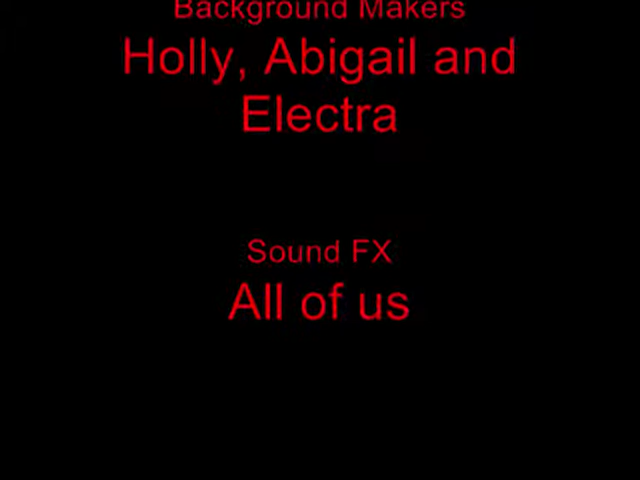 Background Makers
Holly, Abigail and
Electra
Sound FX
All of us